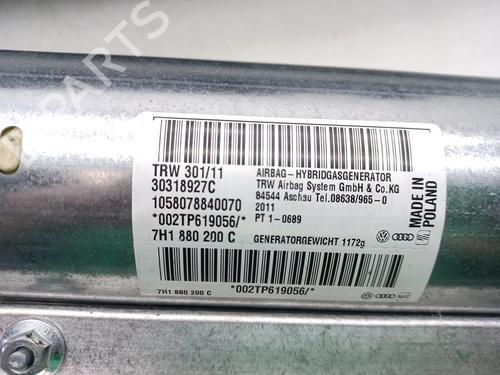 B-PARTS
TRW 301/11
30318927C
1058078840070
*002TP619056/*
7H1 880 200 C
AIRBAG-HYBRIDGASGENERATOR
TRW Airbag System GmbH & Co.KG
84544 Aschau Tel.08638/965-0
2011
PT 1-0689
GENERATORGEWICHT 1172g
MADE IN
POLAND
7H1 880 200 C
*002TP619056/*